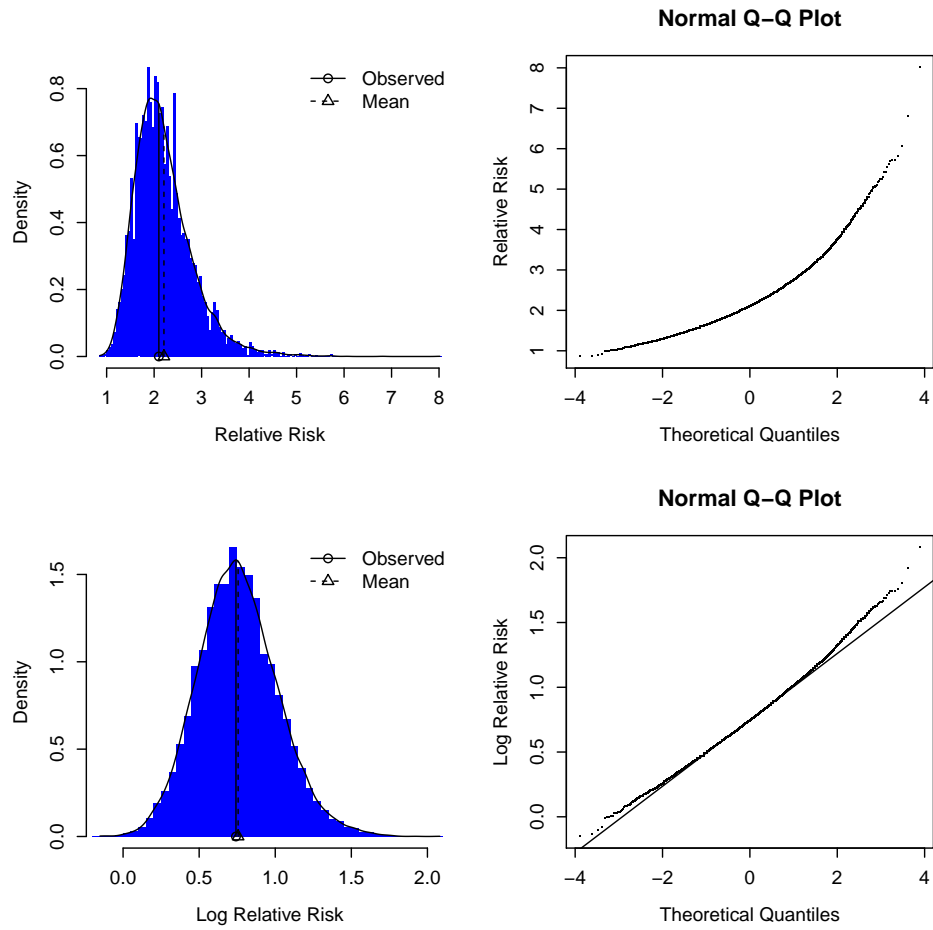 Observed
Mean
Density
0.0 0.2 0.4 0.6 0.8
1 2 3 4 5 6 7 8
Relative Risk
Normal Q−Q Plot
Relative Risk
1 2 3 4 5 6 7 8
−4 −2 0 2 4
Theoretical Quantiles
Observed
Mean
Density
0.0 0.5 1.0 1.5
0.0 0.5 1.0 1.5 2.0
Log Relative Risk
Normal Q−Q Plot
Log Relative Risk
0.0 0.5 1.0 1.5 2.0
−4 −2 0 2 4
Theoretical Quantiles